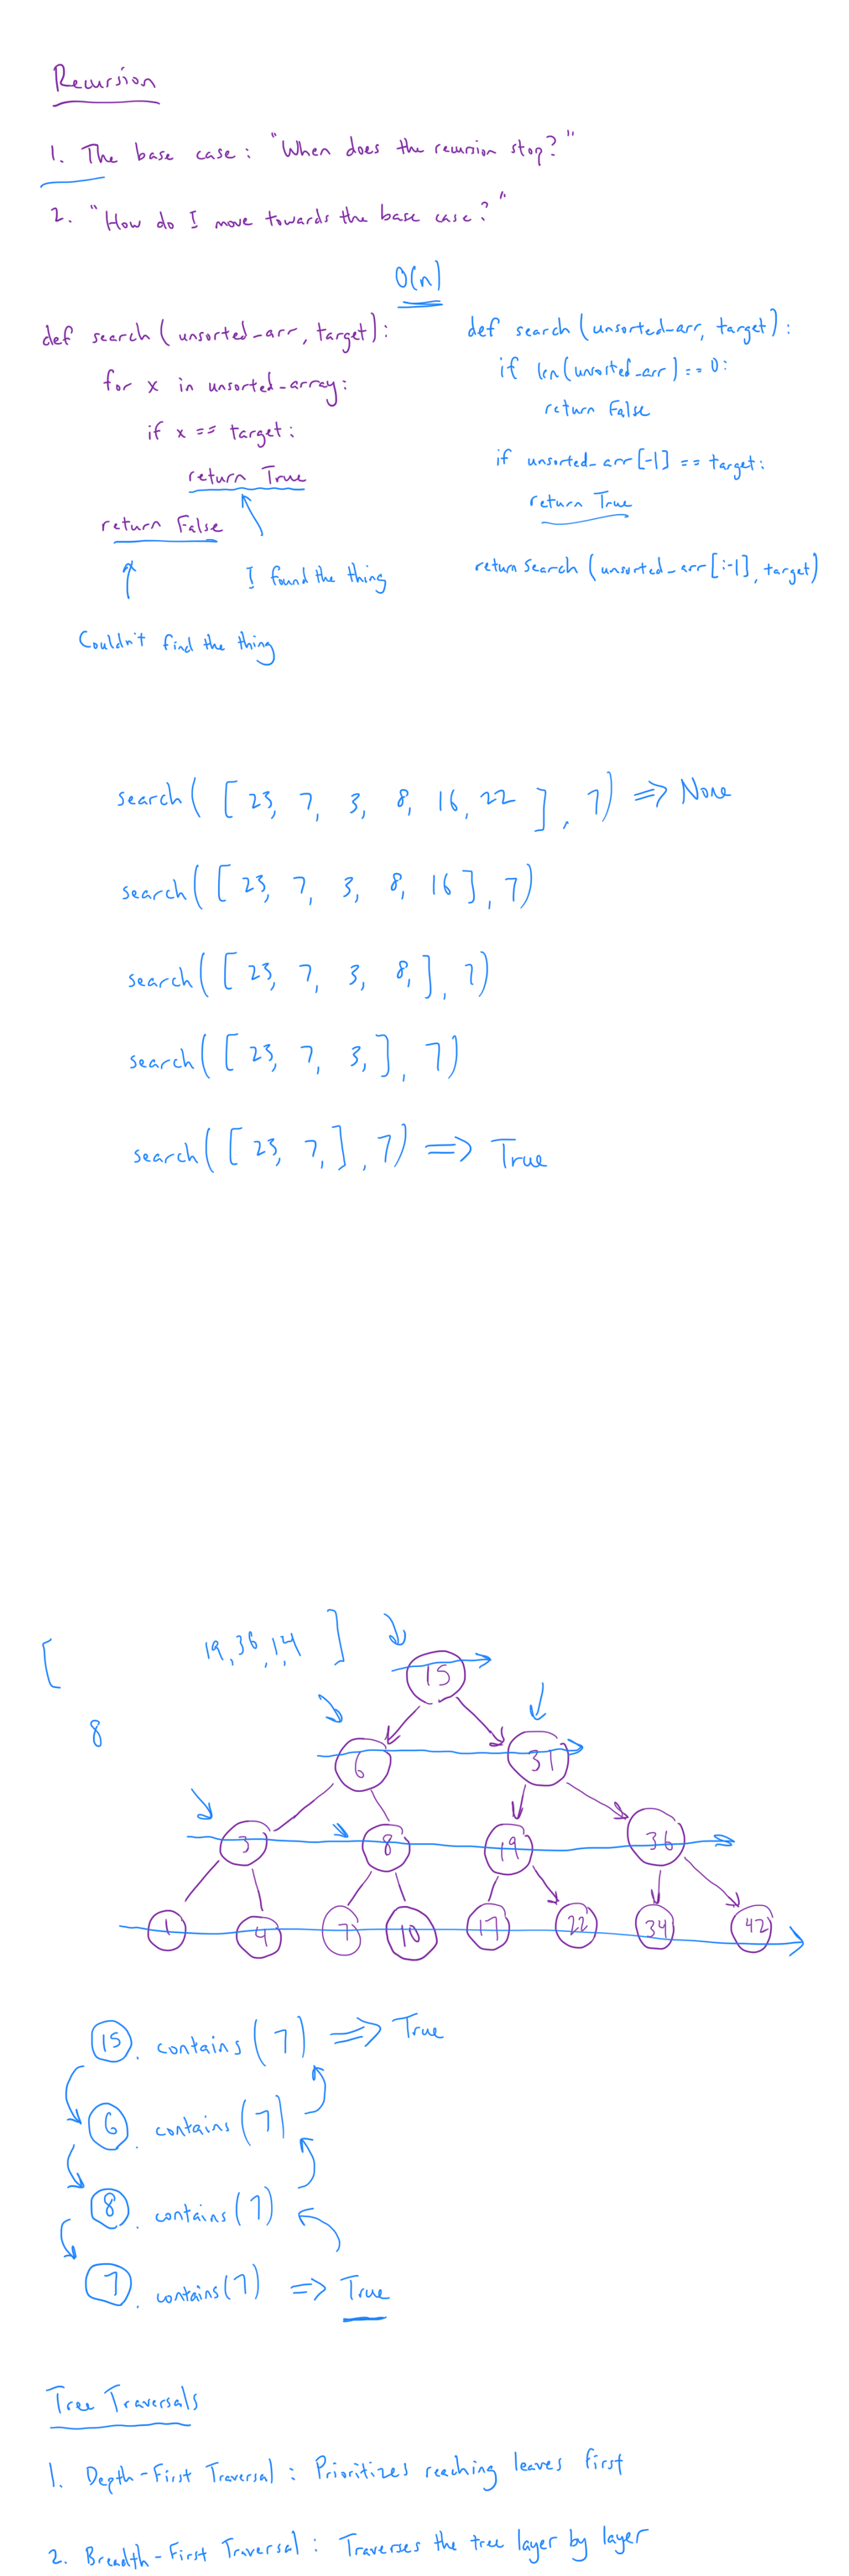 Recursion
1. The base case: "When does the recursion stop?"
2. "How do I move towards the base case?"
O(n)
def search(unsorted_arr, target):
for x in unsorted_array:
if x == target:
return True
return False
I found the thing
Couldn't find the thing
def search(unsorted_arr, target):
if len(unsorted_arr) == 0:
return False
if unsorted_arr[-1] == target:
return True
return search(unsorted_arr[:-1], target)
search([23, 7, 3, 8, 16, 22], 7) => None
search([23, 7, 3, 8, 16], 7)
search([23, 7, 3, 8,], 7)
search([23, 7, 3,], 7)
search([23, 7,], 7) => True
[ 19, 36, 1, 4 ]
8
15
6 31
3 8 19 36
1 4 7 10 17 22 34 42
15. contains(7) => True
6. contains(7)
8. contains(7)
7. contains(7) => True
Tree Traversals
1. Depth-First Traversal: Prioritizes reaching leaves first
2. Breadth-First Traversal: Traverses the tree layer by layer